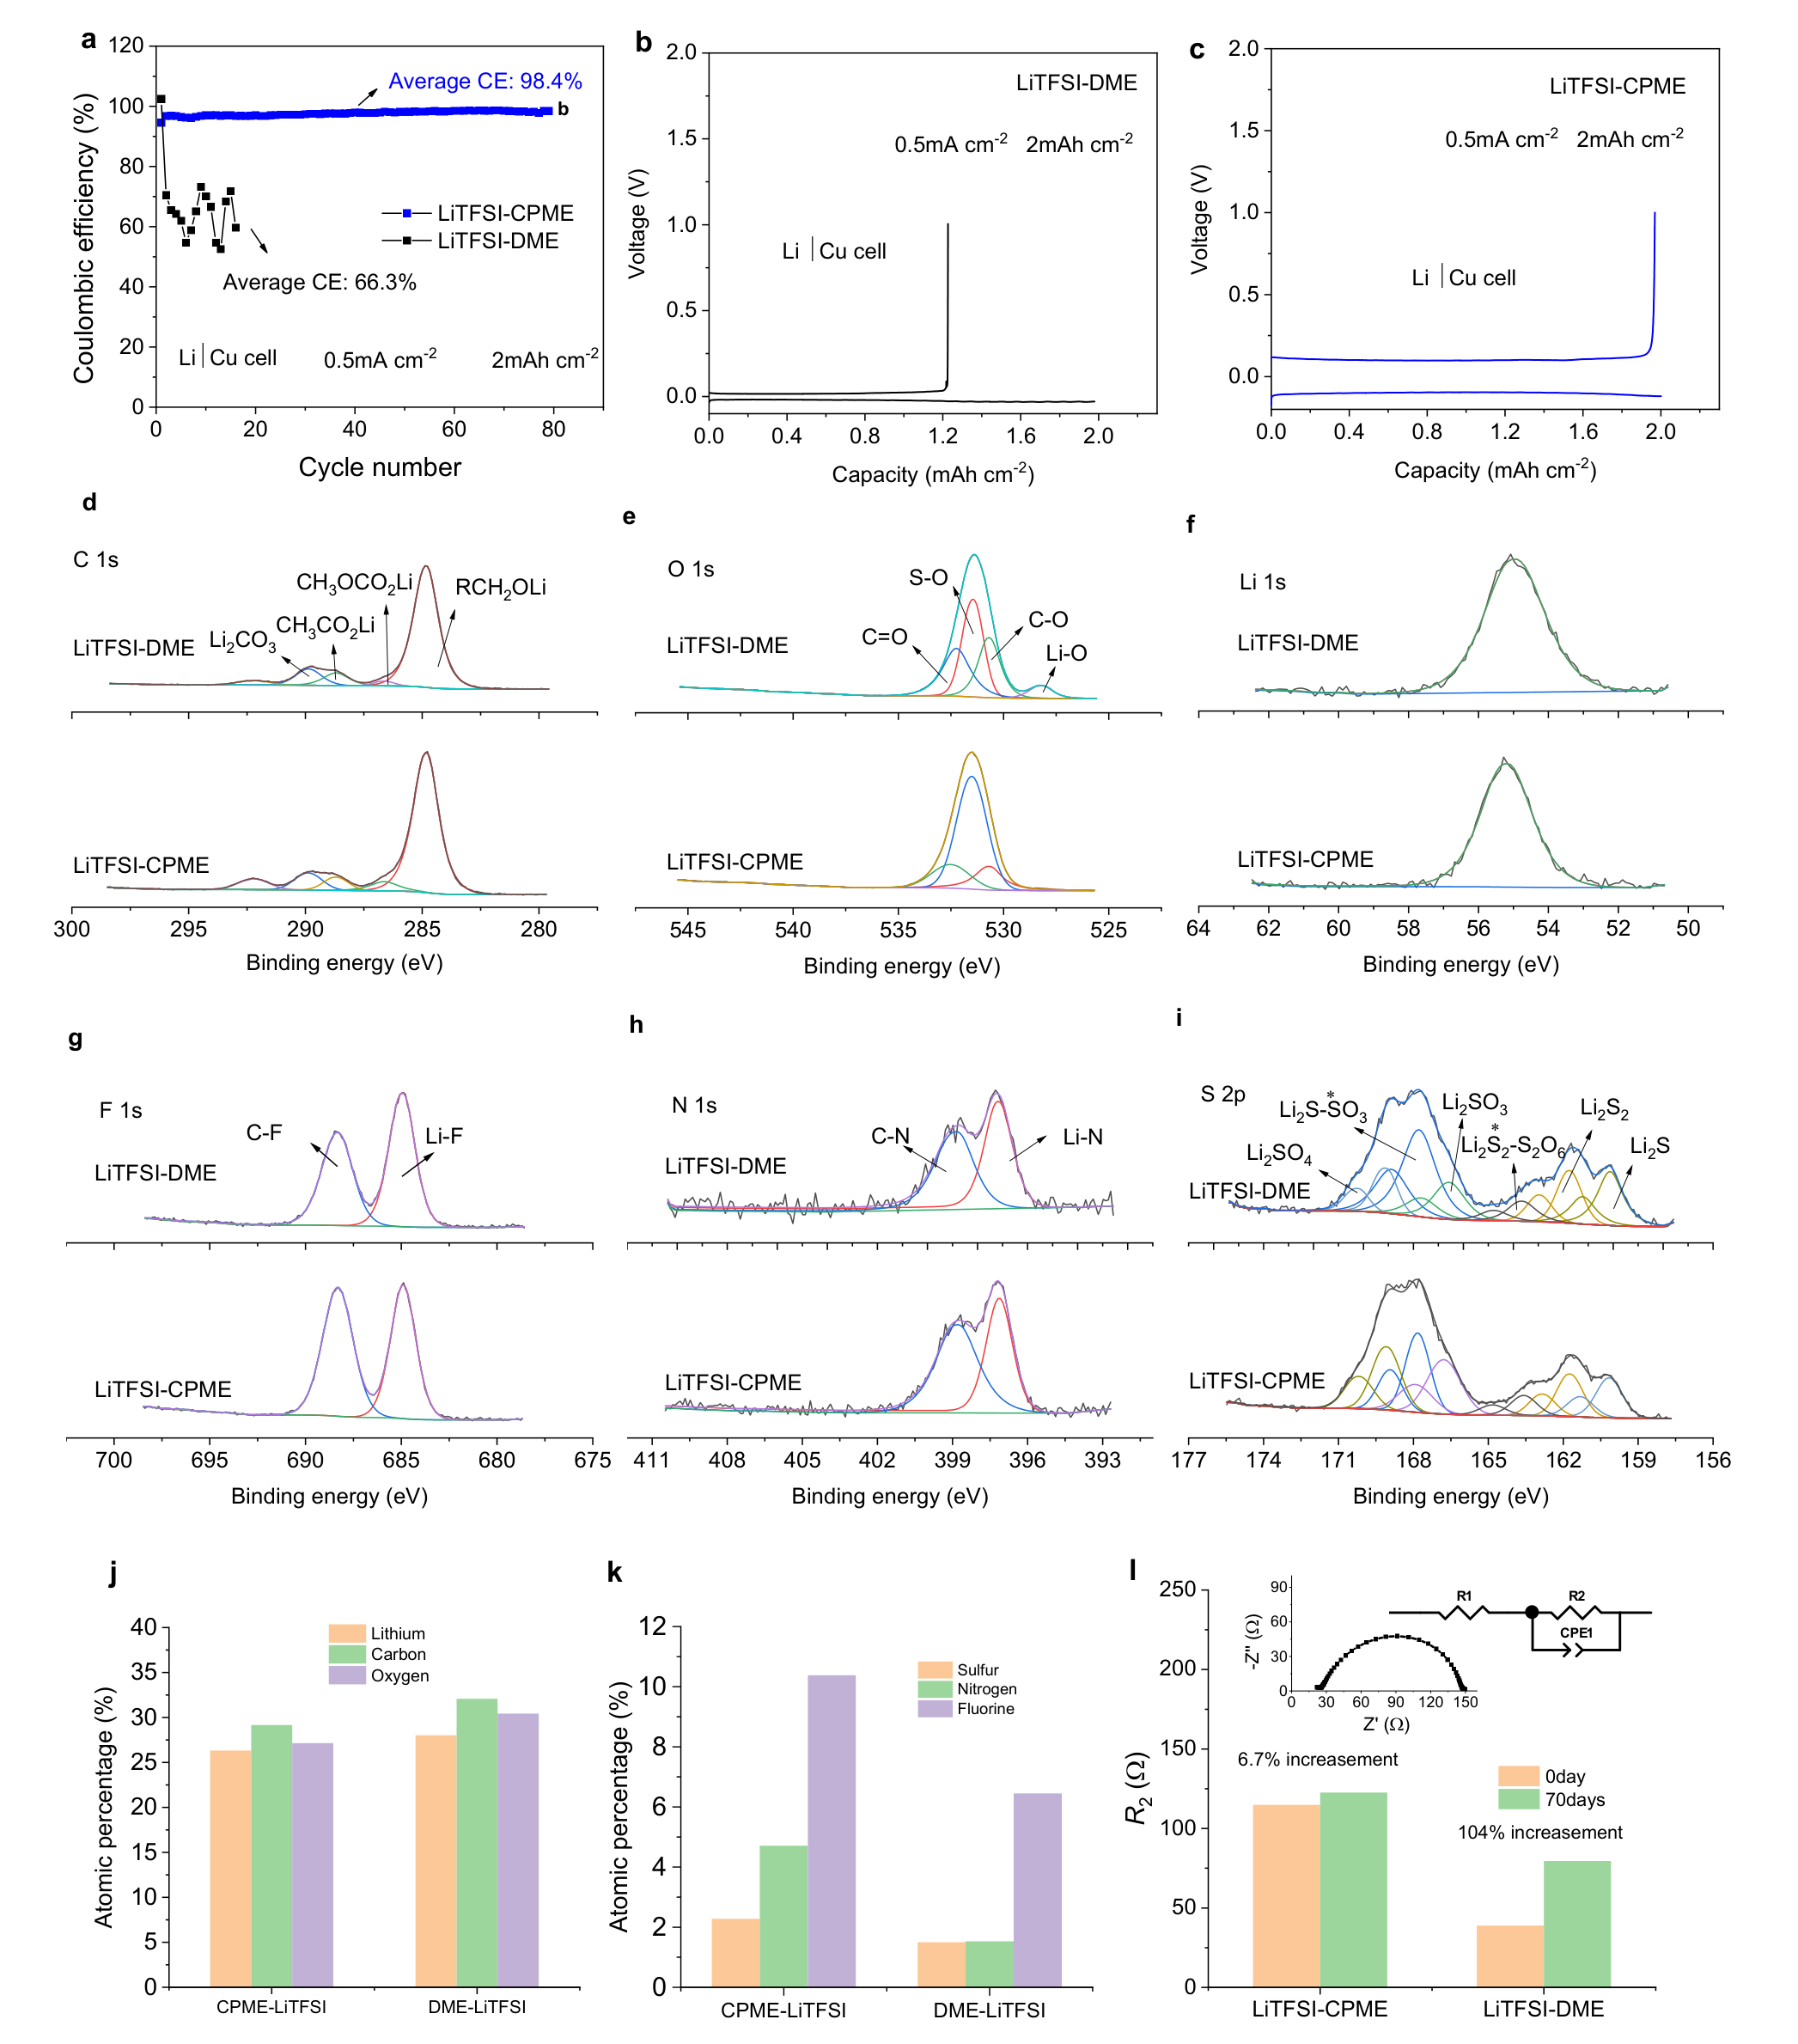 a
120
100
80
60
40
20
0
Coulombic efficiency (%)
Average CE: 98.4%
b
LiTFSI-CPME
LiTFSI-DME
Average CE: 66.3%
Li | Cu cell 0.5mA cm-2 2mAh cm-2
0 20 40 60 80
Cycle number
b
2.0
1.5
1.0
0.5
0.0
Voltage (V)
LiTFSI-DME
0.5mA cm-2 2mAh cm-2
Li | Cu cell
0.0 0.4 0.8 1.2 1.6 2.0
Capacity (mAh cm-2)
c
2.0
1.5
1.0
0.5
0.0
Voltage (V)
LiTFSI-CPME
0.5mA cm-2 2mAh cm-2
Li | Cu cell
0.0 0.4 0.8 1.2 1.6 2.0
Capacity (mAh cm-2)
d
C 1s
CH3OCO2Li
RCH2OLi
CH3CO2Li
Li2CO3
LiTFSI-DME
LiTFSI-CPME
300 295 290 285 280
Binding energy (eV)
e
O 1s
S-O
C-O
C=O
Li-O
LiTFSI-DME
LiTFSI-CPME
545 540 535 530 525
Binding energy (eV)
f
Li 1s
LiTFSI-DME
LiTFSI-CPME
64 62 60 58 56 54 52 50
Binding energy (eV)
g
F 1s
C-F
Li-F
LiTFSI-DME
LiTFSI-CPME
700 695 690 685 680 675
Binding energy (eV)
h
N 1s
C-N
Li-N
LiTFSI-DME
LiTFSI-CPME
411 408 405 402 399 396 393
Binding energy (eV)
i
S 2p
Li2S-S*O3
Li2SO3
Li2S2
Li2S*2-S2O6
Li2SO4
Li2S
LiTFSI-DME
LiTFSI-CPME
177 174 171 168 165 162 159 156
Binding energy (eV)
j
40
35
30
25
20
15
10
5
0
Atomic percentage (%)
Lithium
Carbon
Oxygen
CPME-LiTFSI DME-LiTFSI
k
12
10
8
6
4
2
0
Atomic percentage (%)
Sulfur
Nitrogen
Fluorine
CPME-LiTFSI DME-LiTFSI
l
250
200
150
100
50
0
R2 (Ω)
90
60
30
0
-Z'' (Ω)
0 30 60 90 120 150
Z' (Ω)
R1 R2
CPE1
6.7% increasement
0day
70days
104% increasement
LiTFSI-CPME LiTFSI-DME